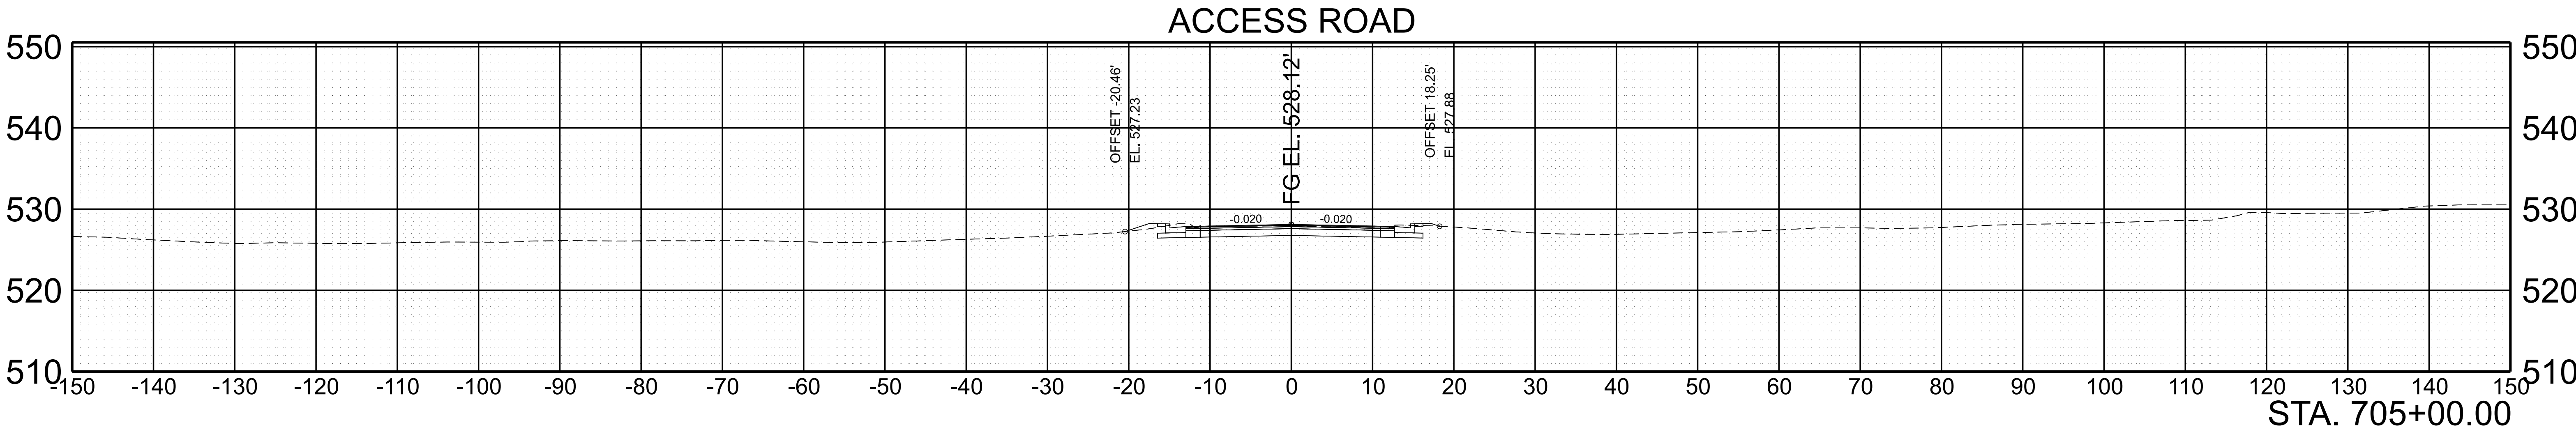 ACCESS ROAD
550 550
OFFSET -20.46'
EL. 527.23
FG EL. 528.12'
OFFSET 18.25'
EL 527.88
540 540
530 530
-0.020 -0.020
520 520
510 510
-150 -140 -130 -120 -110 -100 -90 -80 -70 -60 -50 -40 -30 -20 -10 0 10 20 30 40 50 60 70 80 90 100 110 120 130 140 150
STA. 705+00.00